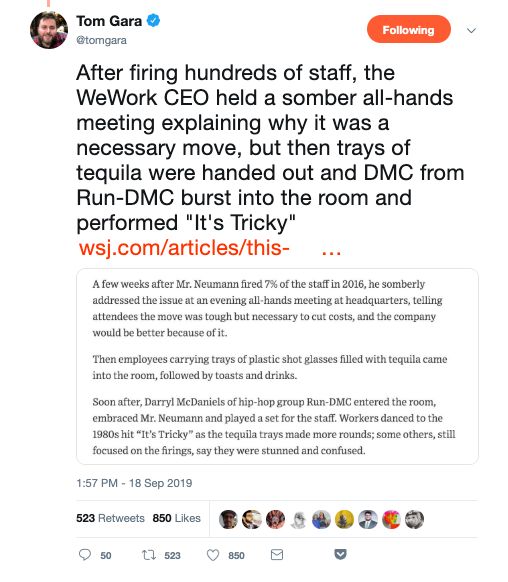 Tom Gara
@tomgara
Following
After firing hundreds of staff, the
WeWork CEO held a somber all-hands
meeting explaining why it was a
necessary move, but then trays of
tequila were handed out and DMC from
Run-DMC burst into the room and
performed "It's Tricky"
wsj.com/articles/this- ...
A few weeks after Mr. Neumann fired 7% of the staff in 2016, he somberly
addressed the issue at an evening all-hands meeting at headquarters, telling
attendees the move was tough but necessary to cut costs, and the company
would be better because of it.
Then employees carrying trays of plastic shot glasses filled with tequila came
into the room, followed by toasts and drinks.
Soon after, Darryl McDaniels of hip-hop group Run-DMC entered the room,
embraced Mr. Neumann and played a set for the staff. Workers danced to the
1980s hit “It’s Tricky” as the tequila trays made more rounds; some others, still
focused on the firings, say they were stunned and confused.
1:57 PM - 18 Sep 2019
523 Retweets 850 Likes
50 523 850